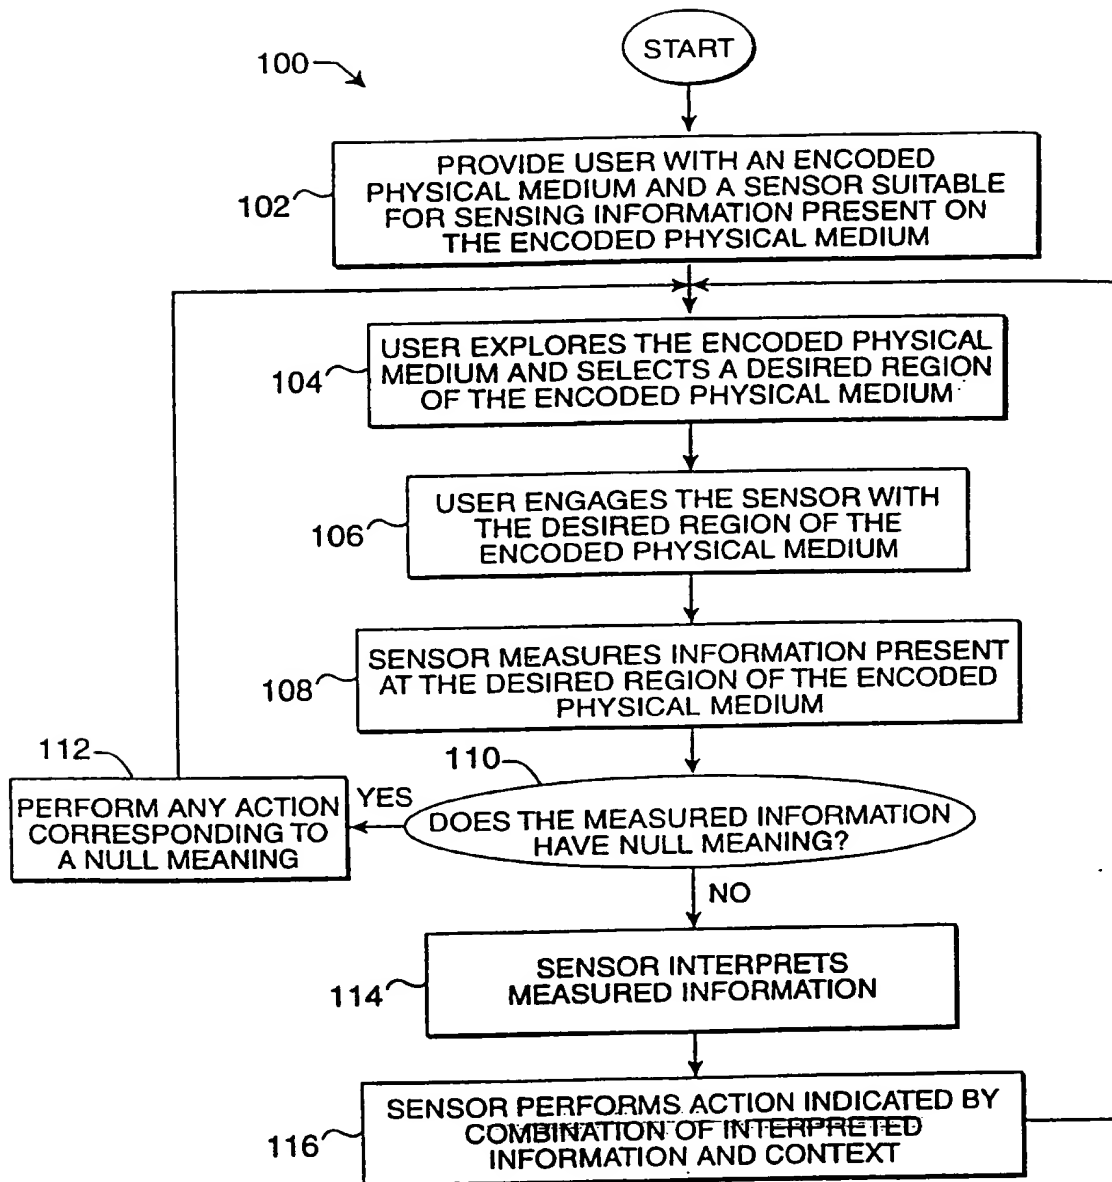 START
100
PROVIDE USER WITH AN ENCODED
PHYSICAL MEDIUM AND A SENSOR SUITABLE
FOR SENSING INFORMATION PRESENT ON
THE ENCODED PHYSICAL MEDIUM
102
USER EXPLORES THE ENCODED PHYSICAL
MEDIUM AND SELECTS A DESIRED REGION
OF THE ENCODED PHYSICAL MEDIUM
104
USER ENGAGES THE SENSOR WITH
THE DESIRED REGION OF THE
ENCODED PHYSICAL MEDIUM
106
SENSOR MEASURES INFORMATION PRESENT
AT THE DESIRED REGION OF THE ENCODED
PHYSICAL MEDIUM
108
112
110
PERFORM ANY ACTION
CORRESPONDING TO
A NULL MEANING
YES
DOES THE MEASURED INFORMATION
HAVE NULL MEANING?
NO
SENSOR INTERPRETS
MEASURED INFORMATION
114
SENSOR PERFORMS ACTION INDICATED BY
COMBINATION OF INTERPRETED
INFORMATION AND CONTEXT
116